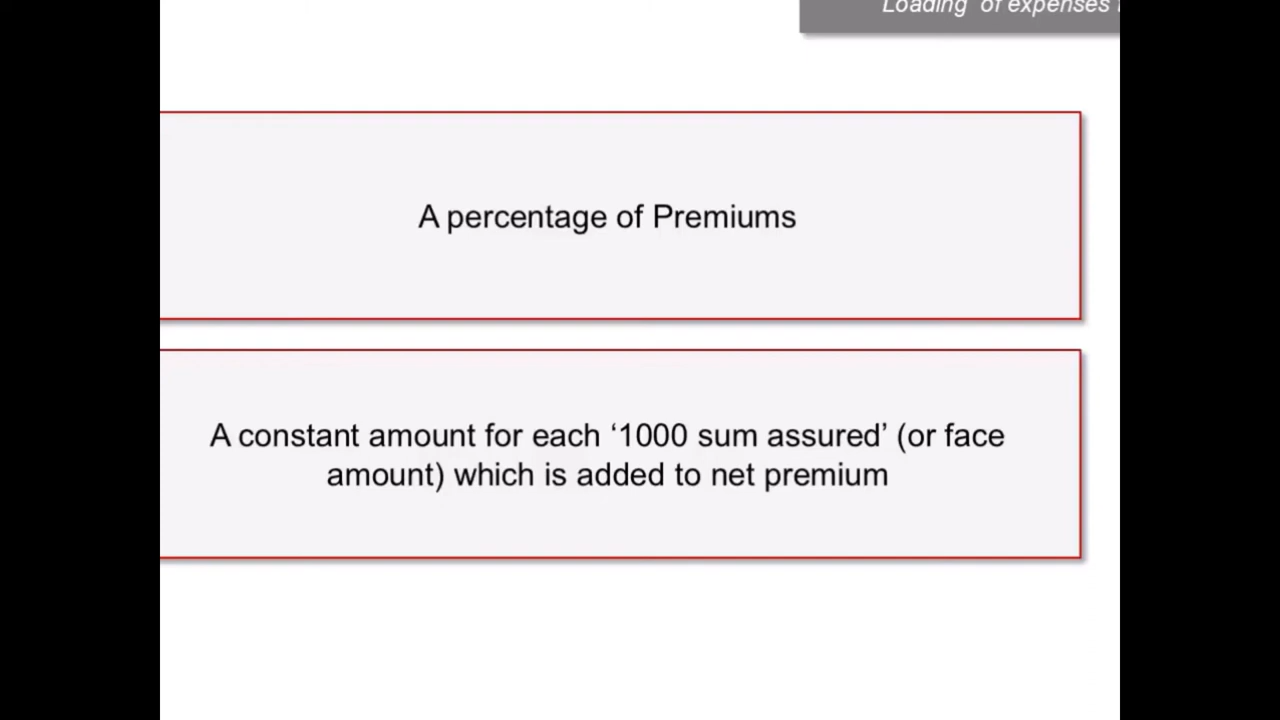 Loading of expenses
A percentage of Premiums
A constant amount for each ‘1000 sum assured’ (or face
amount) which is added to net premium